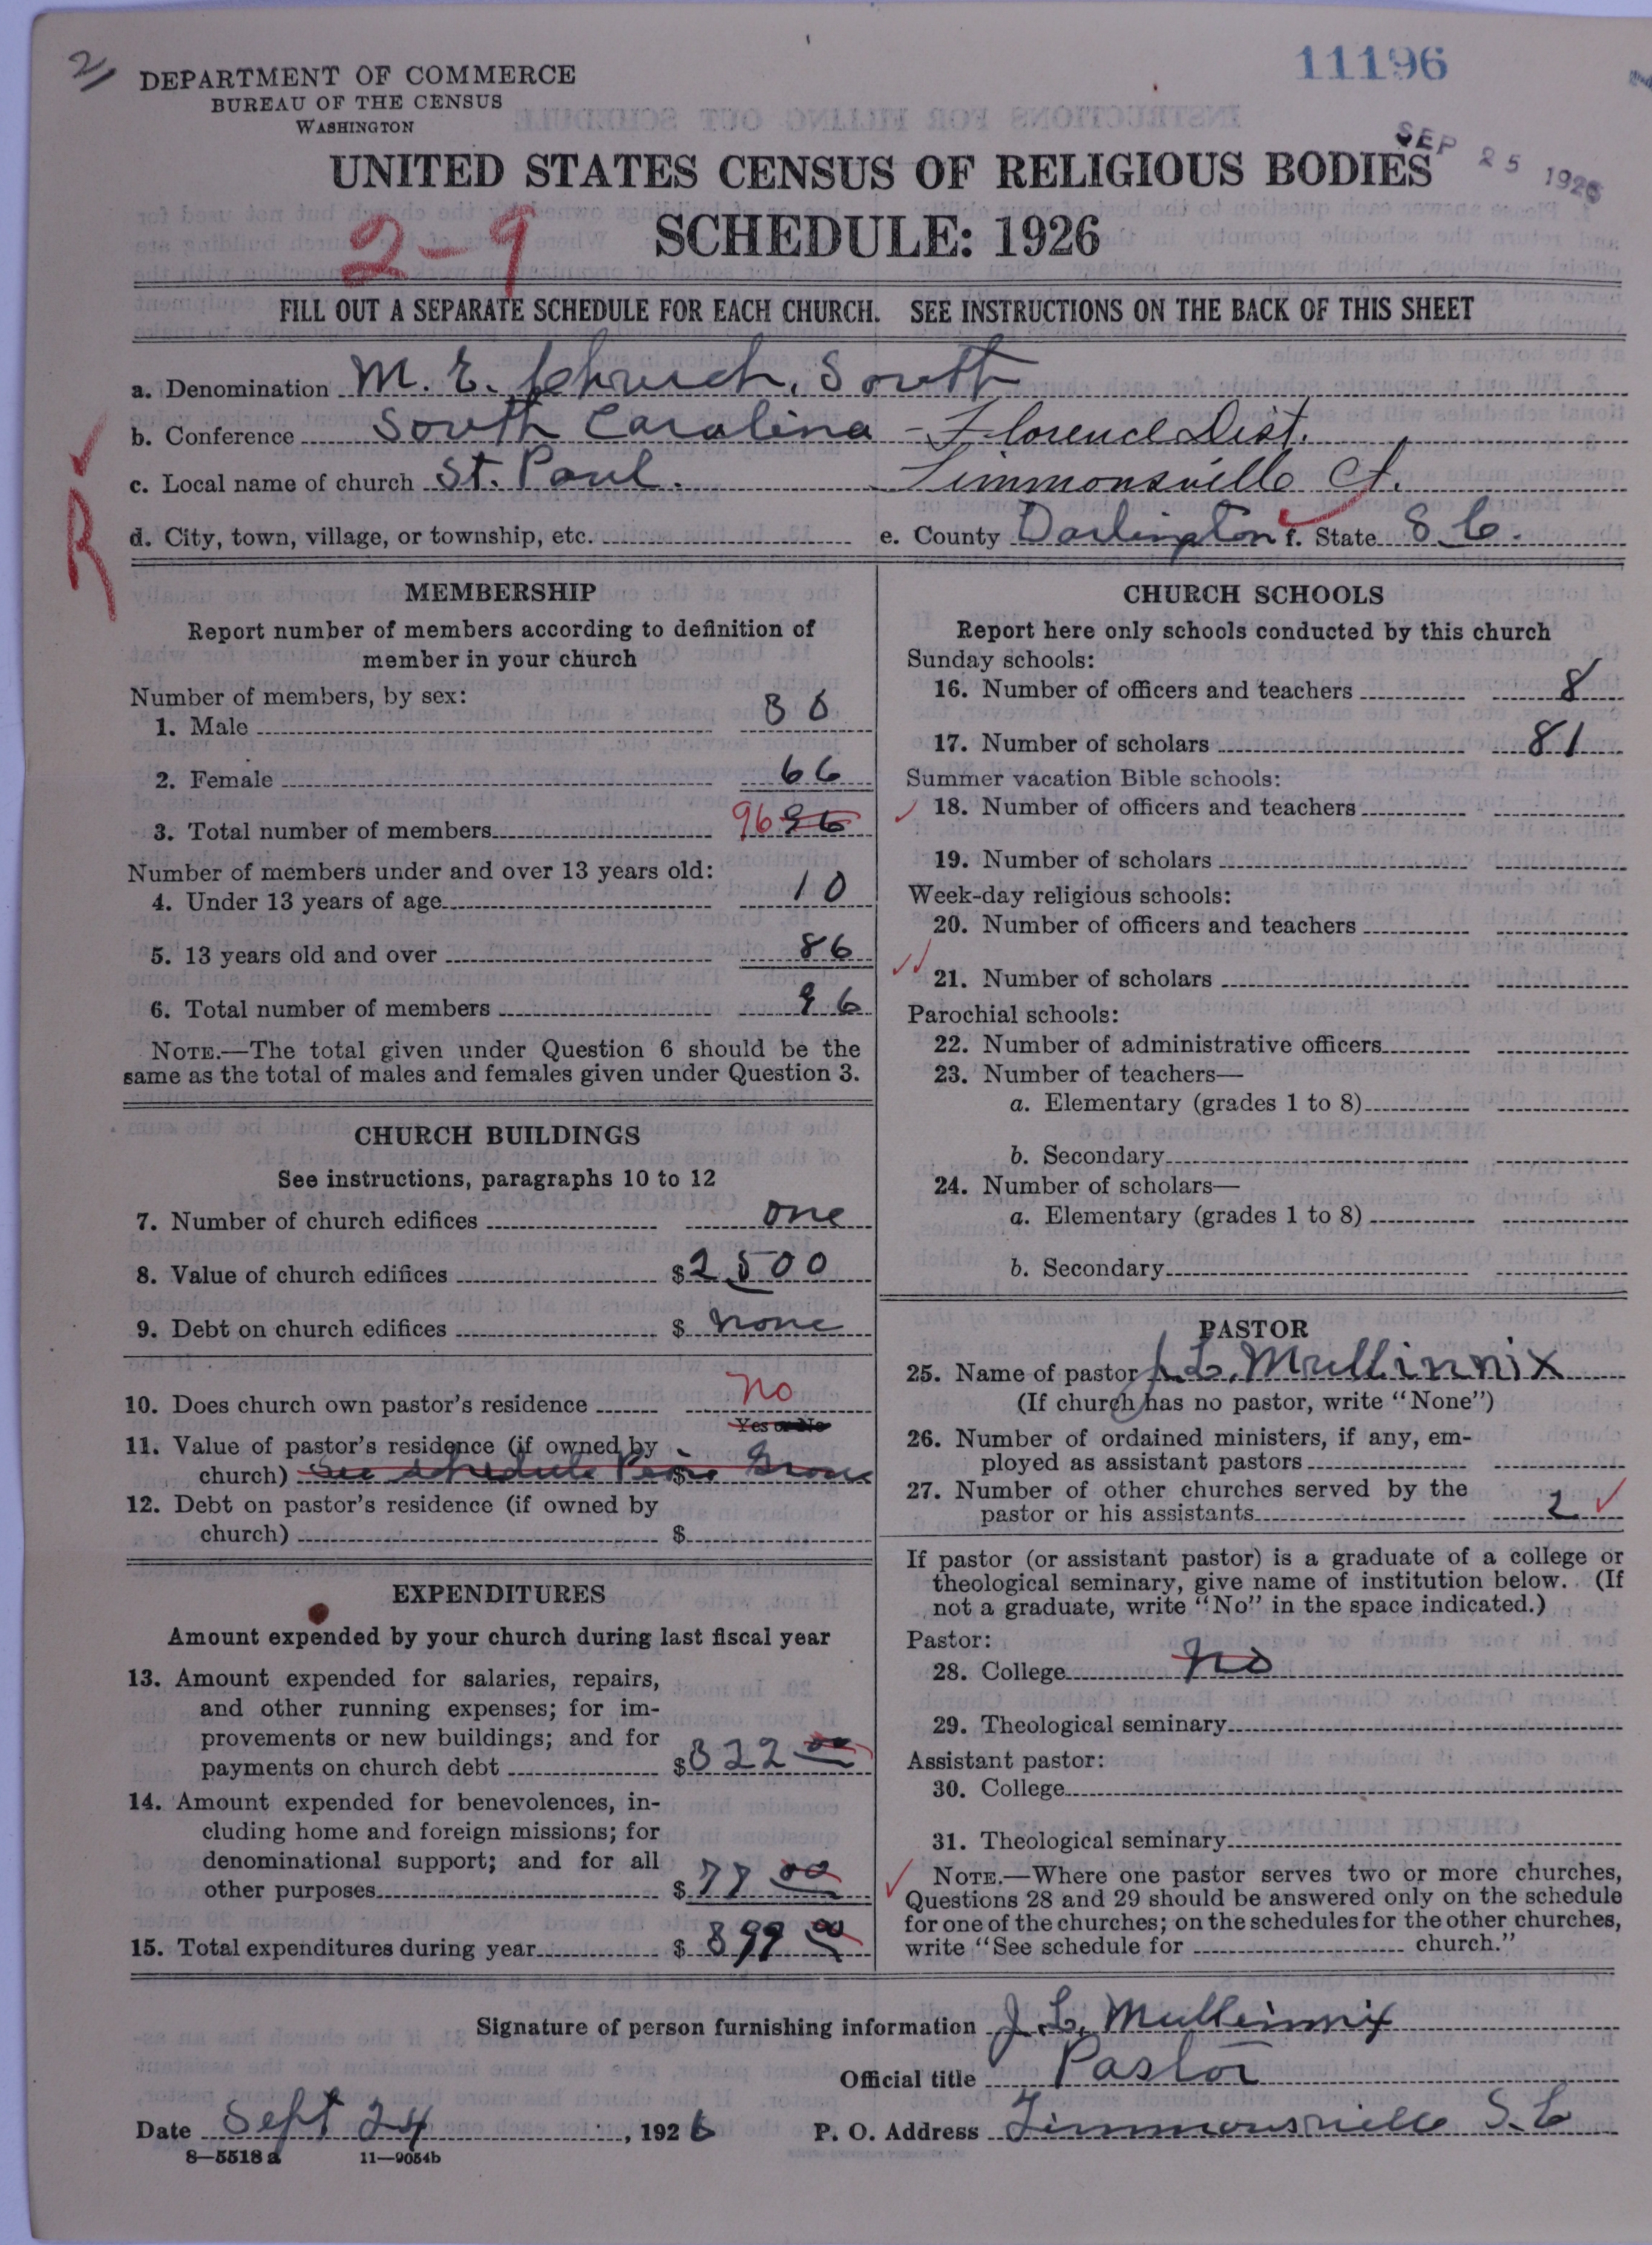 2/
11196
DEPARTMENT OF COMMERCE
BUREAU OF THE CENSUS
WASHINGTON
SEP 25 1926
UNITED STATES CENSUS OF RELIGIOUS BODIES
2-9
SCHEDULE: 1926
FILL OUT A SEPARATE SCHEDULE FOR EACH CHURCH. SEE INSTRUCTIONS ON THE BACK OF THIS SHEET
a. Denomination M. E. Church, South
b. Conference South Carolina - Florence Dist.
c. Local name of church St. Paul. Timmonsville Ct.
R
d. City, town, village, or township, etc. e. County Darlington f. State S.C.
MEMBERSHIP
Report number of members according to definition of
member in your church
Number of members, by sex:
1. Male 30
2. Female 66
3. Total number of members 96 96
Number of members under and over 13 years old:
4. Under 13 years of age 10
5. 13 years old and over 86
6. Total number of members 96
NOTE.—The total given under Question 6 should be the
same as the total of males and females given under Question 3.
CHURCH BUILDINGS
See instructions, paragraphs 10 to 12
7. Number of church edifices one
8. Value of church edifices $2500
9. Debt on church edifices $ none
10. Does church own pastor's residence no
Yes or No
11. Value of pastor's residence (if owned by
church) See schedule $ Grove
12. Debt on pastor's residence (if owned by
church) $
EXPENDITURES
Amount expended by your church during last fiscal year
13. Amount expended for salaries, repairs,
and other running expenses; for im-
provements or new buildings; and for
payments on church debt $822 00
14. Amount expended for benevolences, in-
cluding home and foreign missions; for
denominational support; and for all
other purposes $77 00
15. Total expenditures during year $899 00
CHURCH SCHOOLS
Report here only schools conducted by this church
Sunday schools:
16. Number of officers and teachers 8
17. Number of scholars 81
Summer vacation Bible schools:
18. Number of officers and teachers
19. Number of scholars
Week-day religious schools:
20. Number of officers and teachers
21. Number of scholars
Parochial schools:
22. Number of administrative officers
23. Number of teachers—
a. Elementary (grades 1 to 8)
b. Secondary
24. Number of scholars—
a. Elementary (grades 1 to 8)
b. Secondary
PASTOR
25. Name of pastor J. L. Mullinnix
(If church has no pastor, write "None")
26. Number of ordained ministers, if any, em-
ployed as assistant pastors
27. Number of other churches served by the
pastor or his assistants 2
If pastor (or assistant pastor) is a graduate of a college or
theological seminary, give name of institution below. (If
not a graduate, write "No" in the space indicated.)
Pastor:
28. College no
29. Theological seminary
Assistant pastor:
30. College
31. Theological seminary
NOTE.—Where one pastor serves two or more churches,
Questions 28 and 29 should be answered only on the schedule
for one of the churches; on the schedules for the other churches,
write "See schedule for church."
Signature of person furnishing information J. L. Mullinnix
Official title Pastor
Date Sept 24, 1926 P. O. Address Timmonsville S.C
8—5518 a 11—9054b